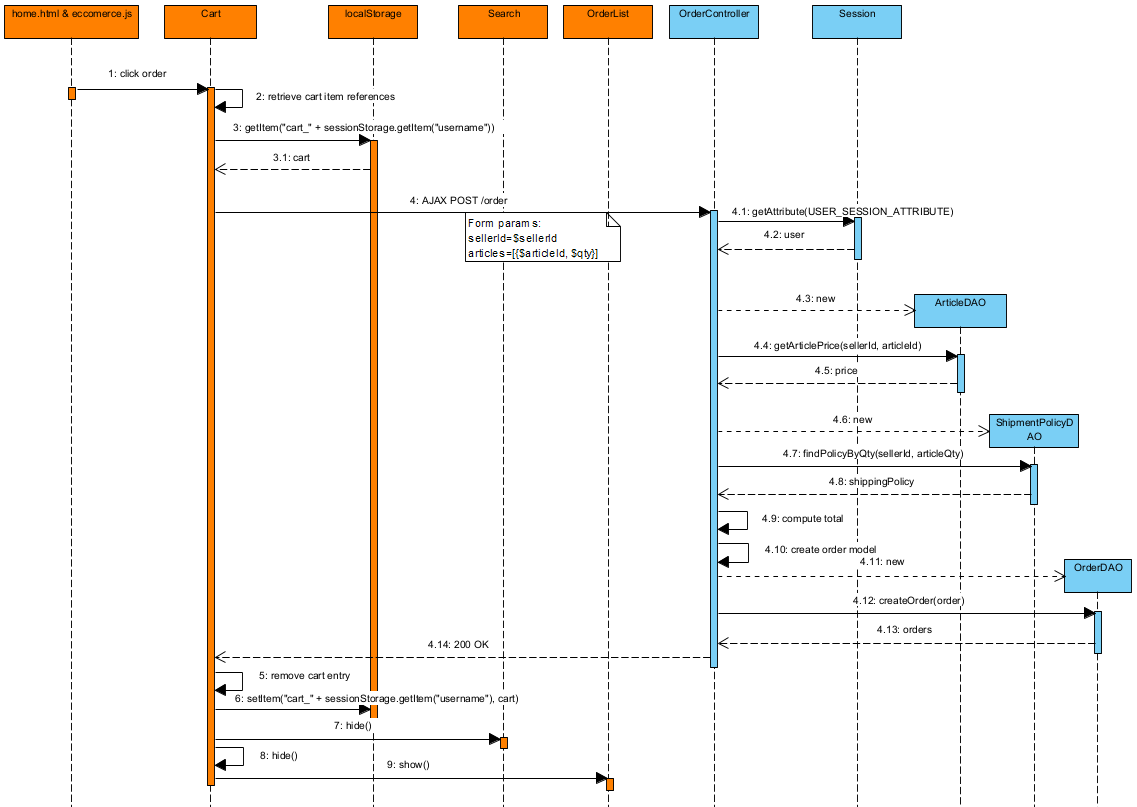 home.html & eccomerce.js
Cart
localStorage
Search
OrderList
OrderController
Session
1: click order
2: retrieve cart item references
3: getItem("cart_" + sessionStorage.getItem("username"))
3.1: cart
4: AJAX POST /order
Form params:
sellerId=$sellerId
articles=[{$articleId, $qty}]
4.1: getAttribute(USER_SESSION_ATTRIBUTE)
4.2: user
4.3: new
ArticleDAO
4.4: getArticlePrice(sellerId, articleId)
4.5: price
4.6: new
ShipmentPolicyD
AO
4.7: findPolicyByQty(sellerId, articleQty)
4.8: shippingPolicy
4.9: compute total
4.10: create order model
4.11: new
OrderDAO
4.12: createOrder(order)
4.13: orders
4.14: 200 OK
5: remove cart entry
6: setItem("cart_" + sessionStorage.getItem("username"), cart)
7: hide()
8: hide()
9: show()